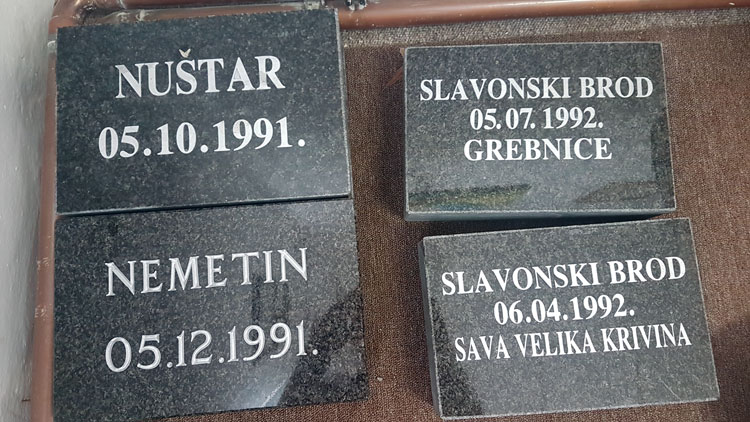 NUŠTAR
05.10.1991.
NEMETIN
05.12.1991.
SLAVONSKI BROD
05.07.1992.
GREBNICE
SLAVONSKI BROD
06.04.1992.
SAVA VELIKA KRIVINA